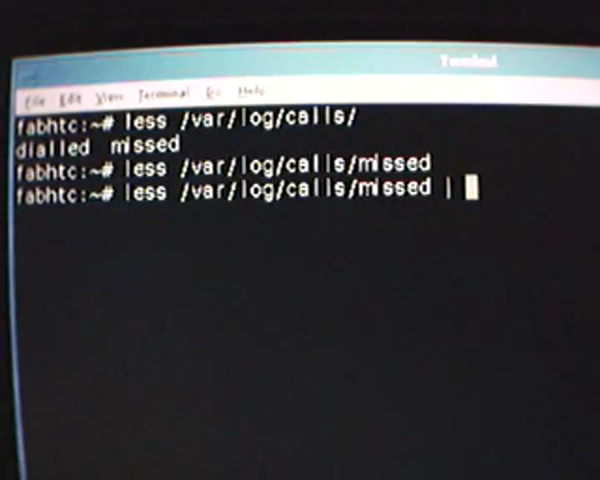 Terminal
File Edit View Terminal Help
fabhtc:~# less /var/log/calls/
dialled missed
fabhtc:~# less /var/log/calls/missed
fabhtc:~# less /var/log/calls/missed |